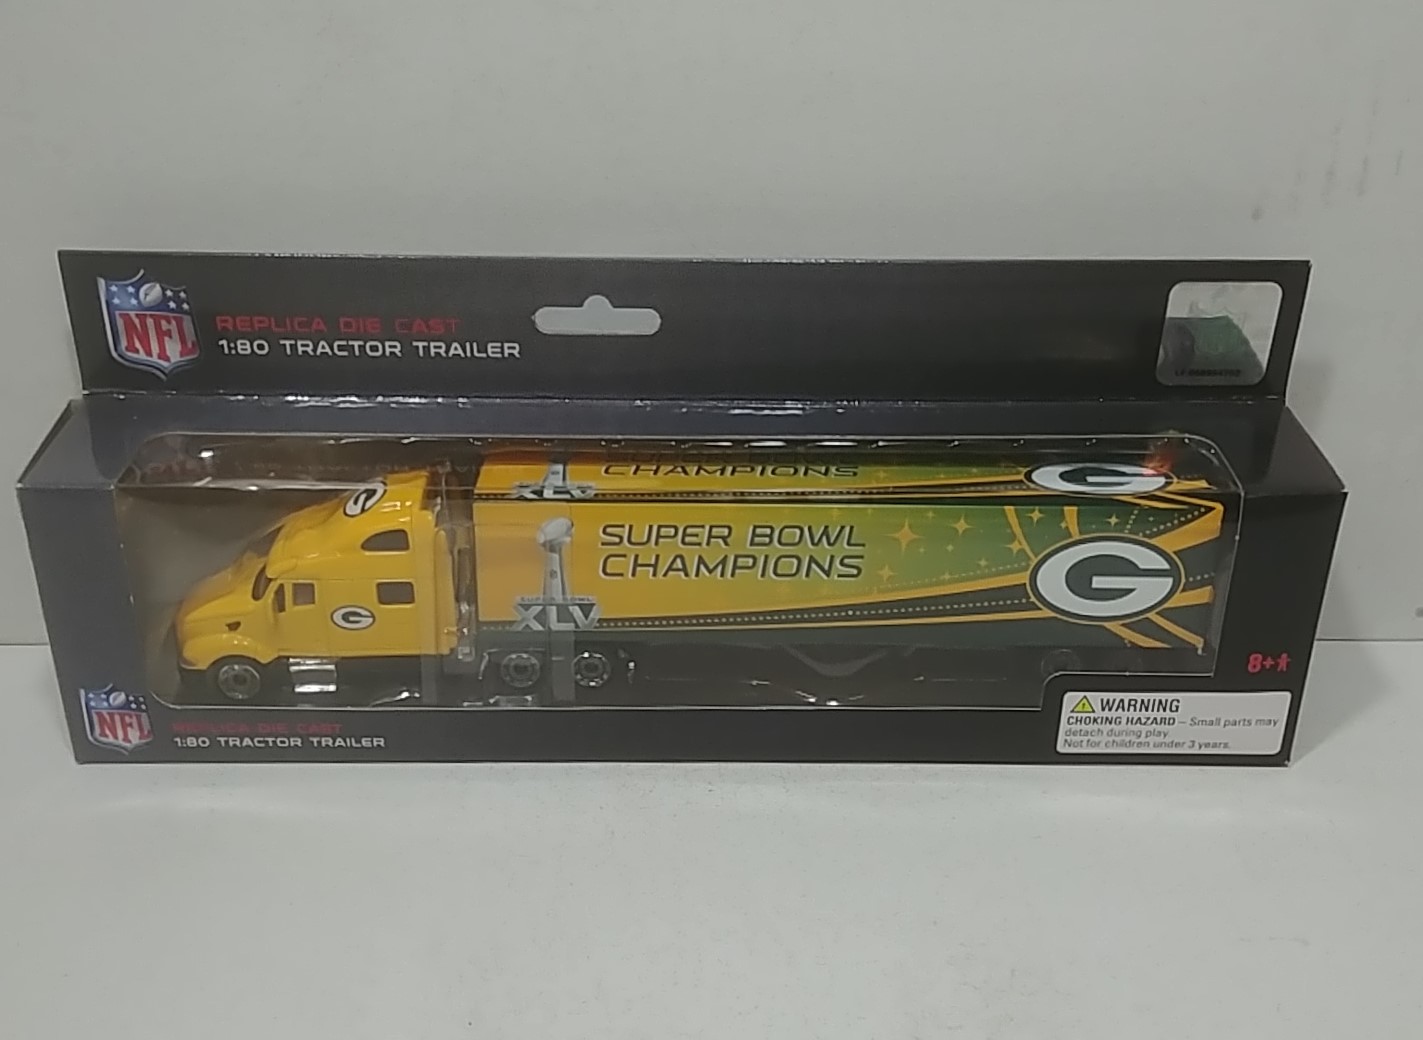 NFL
REPLICA DIE CAST
1:80 TRACTOR TRAILER
CHAMPIONS
XLV
G
G
SUPER BOWL
CHAMPIONS
SUPER BOWL
XLV
G
G
8+
NFL
REPLICA DIE CAST
1:80 TRACTOR TRAILER
WARNING
CHOKING HAZARD – Small parts may
detach during play.
Not for children under 3 years.